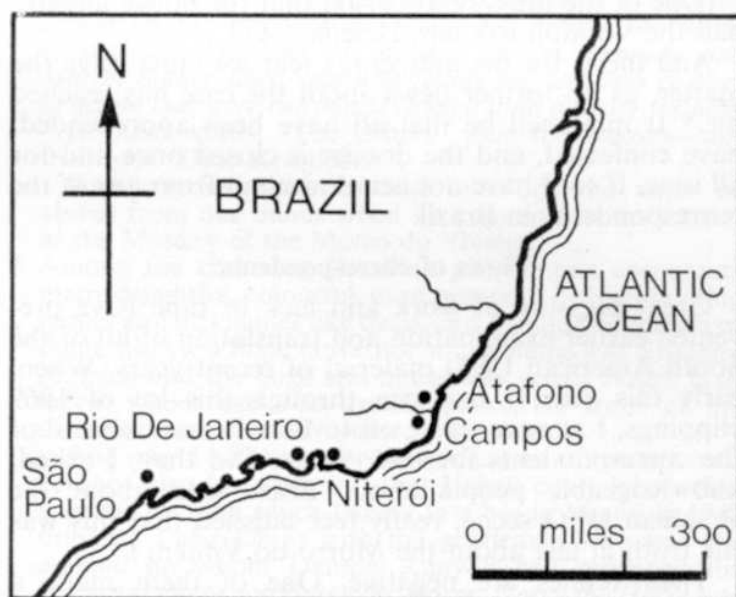 N
BRAZIL
ATLANTIC
OCEAN
Atafono
Campos
Rio De Janeiro
São
Paulo
Niterói
0 miles 300